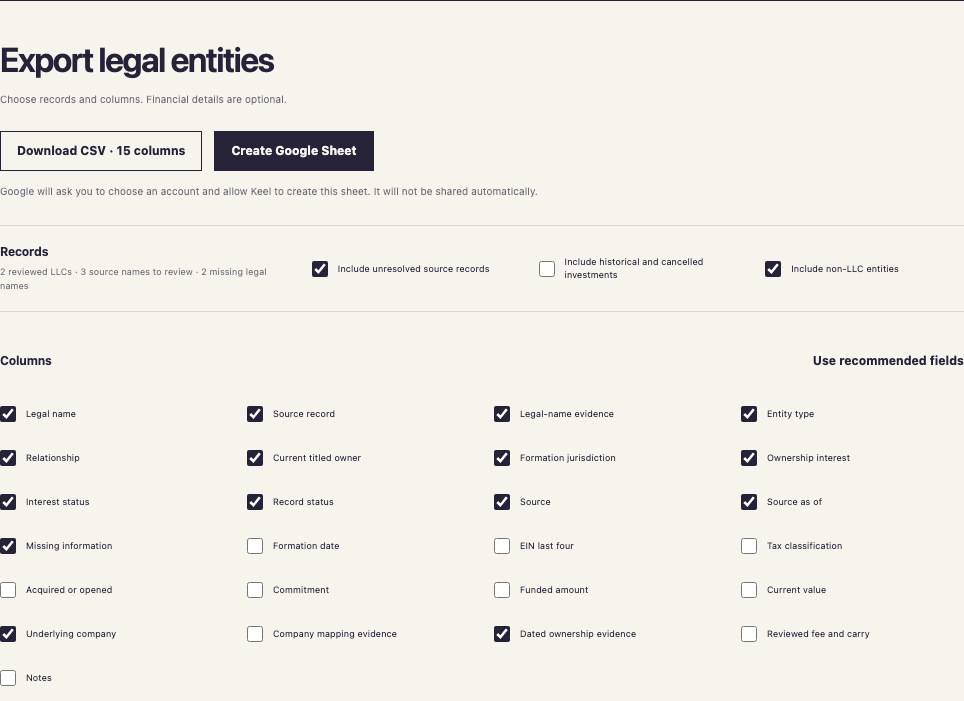 Export legal entities
Choose records and columns. Financial details are optional.
Download CSV · 15 columns
Create Google Sheet
Google will ask you to choose an account and allow Keel to create this sheet. It will not be shared automatically.
Records
2 reviewed LLCs · 3 source names to review · 2 missing legal
names
Include unresolved source records
Include historical and cancelled
investments
Include non-LLC entities
Columns
Use recommended fields
Legal name
Source record
Legal-name evidence
Entity type
Relationship
Current titled owner
Formation jurisdiction
Ownership interest
Interest status
Record status
Source
Source as of
Missing information
Formation date
EIN last four
Tax classification
Acquired or opened
Commitment
Funded amount
Current value
Underlying company
Company mapping evidence
Dated ownership evidence
Reviewed fee and carry
Notes